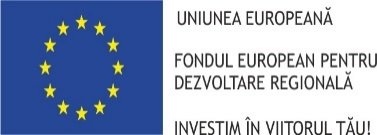 UNIUNEA EUROPEANĂ
FONDUL EUROPEAN PENTRU
DEZVOLTARE REGIONALĂ
INVESTIM ÎN VIITORUL TĂU!